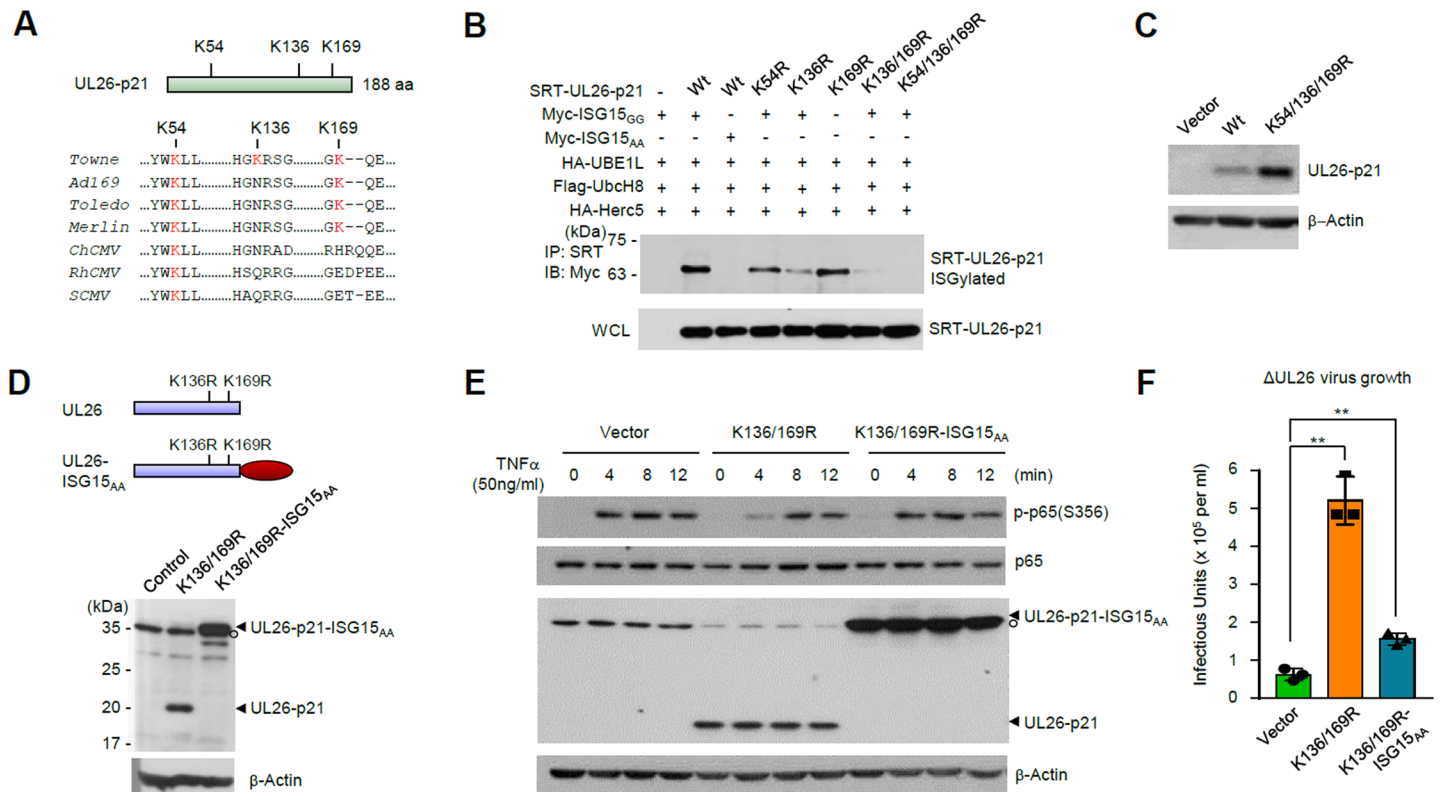 A
K54 K136 K169
UL26-p21 188 aa
K54 K136 K169
Towne ...YWKLL.........HGKRSG.......GK--QE...
Ad169 ...YWKLL.........HGNRSG.......GK--QE...
Toledo ...YWKLL.........HGNRSG.......GK--QE...
Merlin ...YWKLL.........HGNRSG.......GK--QE...
ChCMV ...YWKLL.........HGNRAD.......RHRQQE...
RhCMV ...YWKLL.........HSQRRG.......GEDPEE...
SCMV ...YWKLL.........HAQRRG.......GET-EE...
B
SRT-UL26-p21 - Wt Wt K54R K136R K169R K136/169R K54/136/169R
Myc-ISG15GG + + - + + - + +
Myc-ISG15AA - - + - - - - -
HA-UBE1L + + + + + + + +
Flag-UbcH8 + + + + + + + +
HA-Herc5 + + + + + + + +
(kDa)
75 -
IP: SRT
IB: Myc 63 -
SRT-UL26-p21
ISGylated
WCL SRT-UL26-p21
C
Vector Wt K54/136/169R
UL26-p21
β–Actin
D
K136R K169R
UL26
K136R K169R
UL26-
ISG15AA
Control K136/169R K136/169R-ISG15AA
(kDa)
35 - UL26-p21-ISG15AA
25 -
20 - UL26-p21
17 -
β-Actin
E
Vector K136/169R K136/169R-ISG15AA
TNFα 0 4 8 12 0 4 8 12 0 4 8 12 (min)
(50ng/ml)
p-p65(S356)
p65
UL26-p21-ISG15AA
UL26-p21
β-Actin
F
ΔUL26 virus growth
**
**
Infectious Units (x 10⁵ per ml)
6
5
4
3
2
1
0
Vector
K136/169R
K136/169R-
ISG15AA